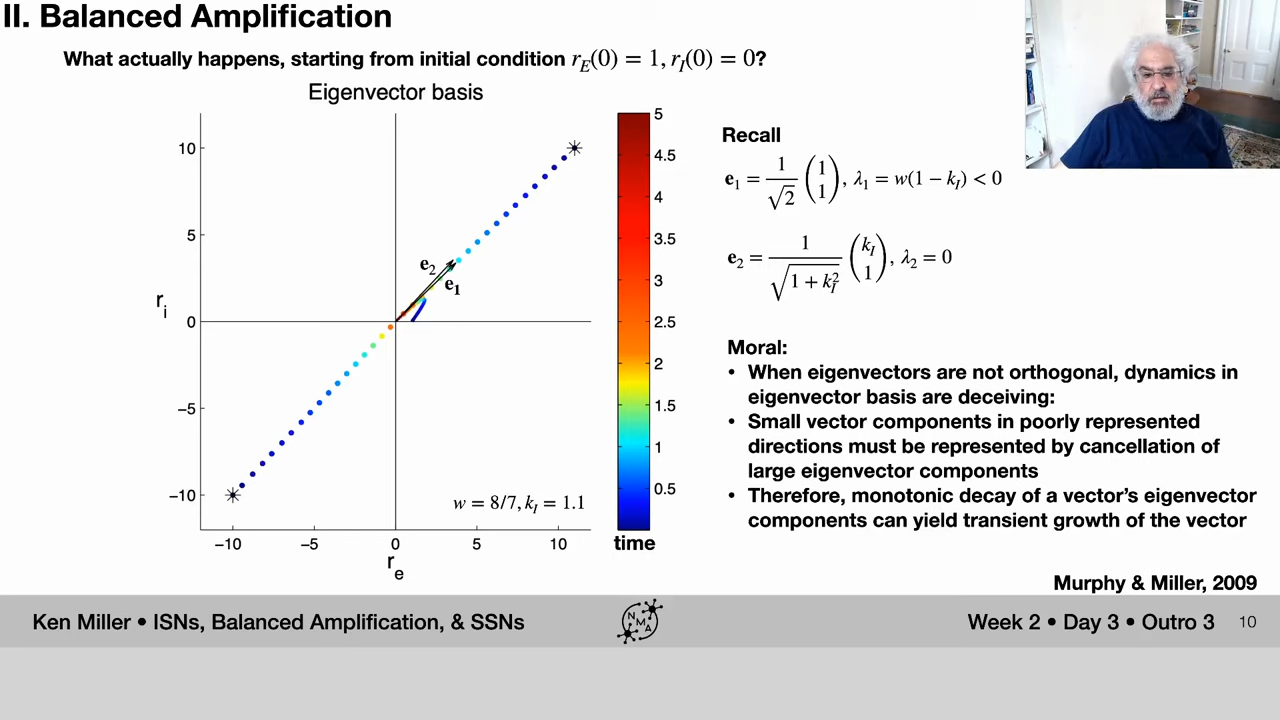 II. Balanced Amplification
What actually happens, starting from initial condition r_E(0) = 1, r_I(0) = 0?
Eigenvector basis
10
5
0
−5
−10
r_i
−10 −5 0 5 10
r_e
e₂
e₁
w = 8/7, k_I = 1.1
5
4.5
4
3.5
3
2.5
2
1.5
1
0.5
time
Recall
e₁ = 1/√2 (1 1), λ₁ = w(1 − k_I) < 0
e₂ = 1/√(1 + k_I²) (k_I 1), λ₂ = 0
Moral:
• When eigenvectors are not orthogonal, dynamics in
eigenvector basis are deceiving:
• Small vector components in poorly represented
directions must be represented by cancellation of
large eigenvector components
• Therefore, monotonic decay of a vector’s eigenvector
components can yield transient growth of the vector
Murphy & Miller, 2009
Ken Miller • ISNs, Balanced Amplification, & SSNs
NMA
Week 2 • Day 3 • Outro 3 10